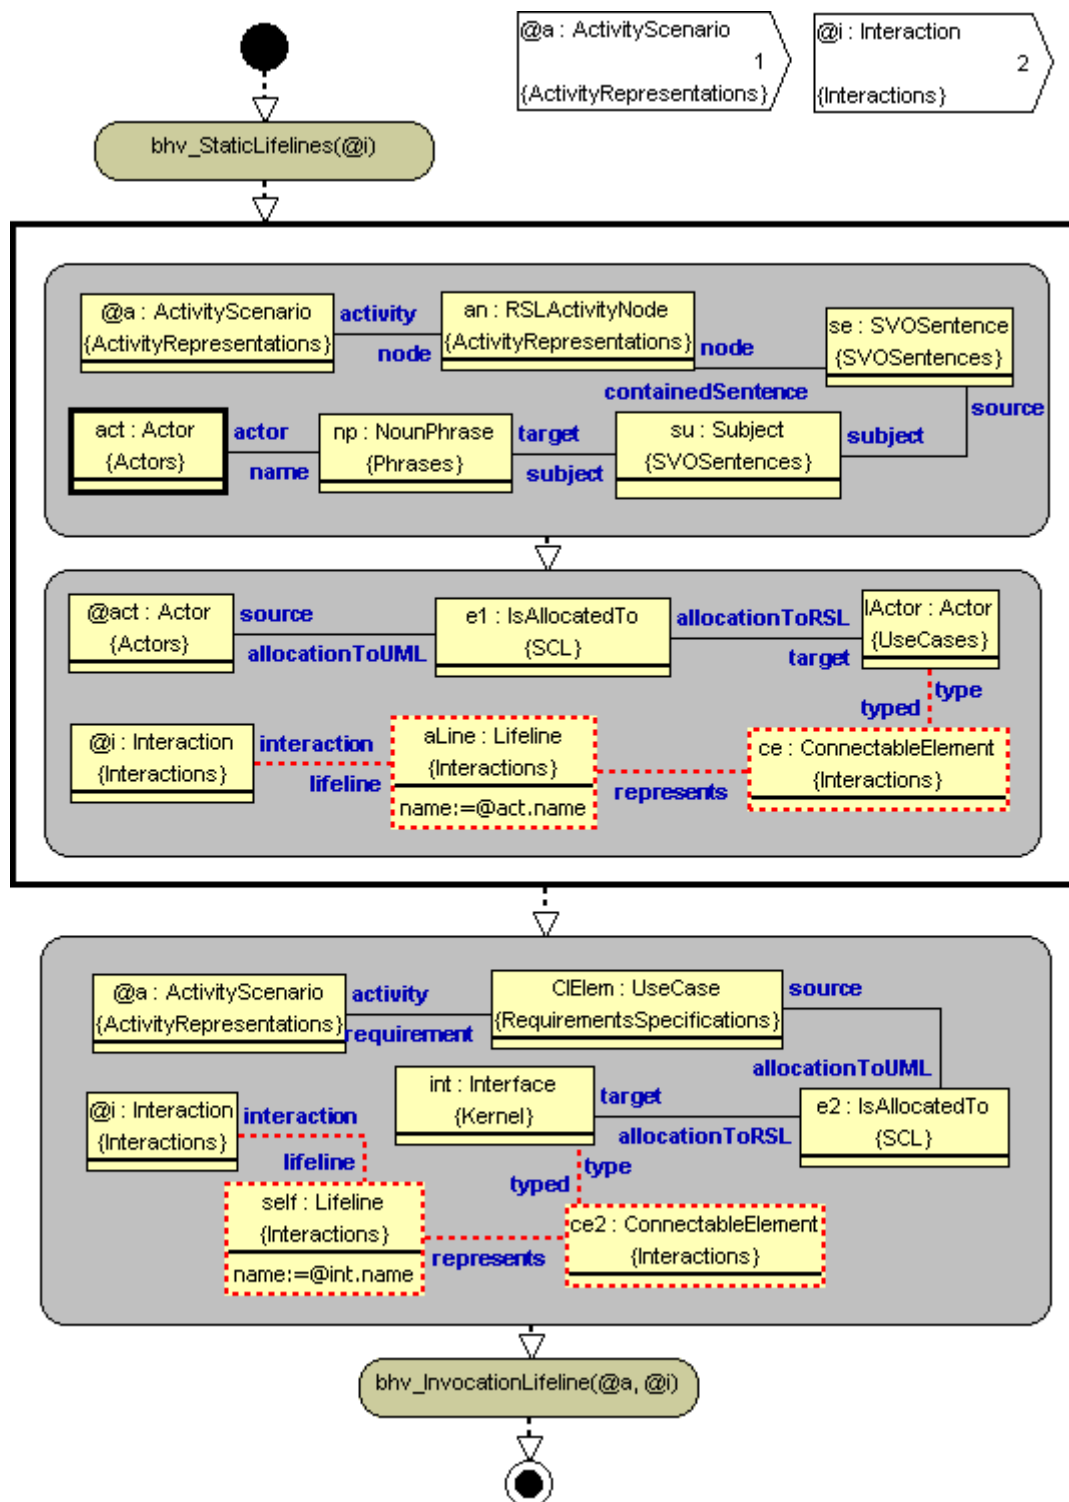 @a : ActivityScenario
1
{ActivityRepresentations}
@i : Interaction
2
{Interactions}
bhv_StaticLifelines(@i)
@a : ActivityScenario
{ActivityRepresentations}
activity
node
an : RSLActivityNode
{ActivityRepresentations}
node
containedSentence
se : SVOSentence
{SVOSentences}
source
act : Actor
{Actors}
actor
name
np : NounPhrase
{Phrases}
target
subject
su : Subject
{SVOSentences}
subject
@act : Actor
{Actors}
source
allocationToUML
e1 : IsAllocatedTo
{SCL}
allocationToRSL
target
lActor : Actor
{UseCases}
type
typed
@i : Interaction
{Interactions}
interaction
lifeline
aLine : Lifeline
{Interactions}
name:=@act.name
represents
ce : ConnectableElement
{Interactions}
@a : ActivityScenario
{ActivityRepresentations}
activity
requirement
ClElem : UseCase
{RequirementsSpecifications}
source
allocationToUML
int : Interface
{Kernel}
target
allocationToRSL
e2 : IsAllocatedTo
{SCL}
@i : Interaction
{Interactions}
interaction
lifeline
type
typed
self : Lifeline
{Interactions}
name:=@int.name
represents
ce2 : ConnectableElement
{Interactions}
bhv_InvocationLifeline(@a, @i)